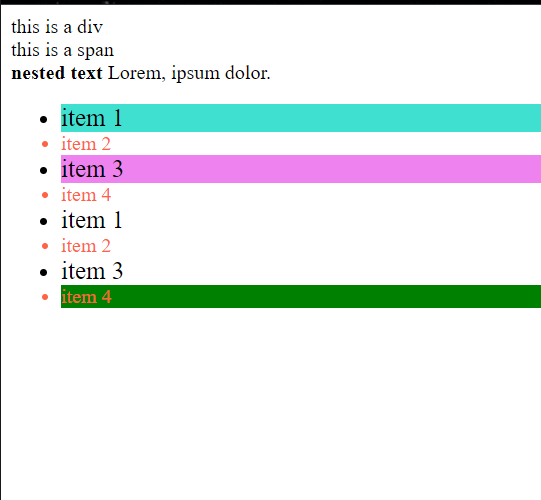 this is a div
this is a span
nested text Lorem, ipsum dolor.
item 1
item 2
item 3
item 4
item 1
item 2
item 3
item 4